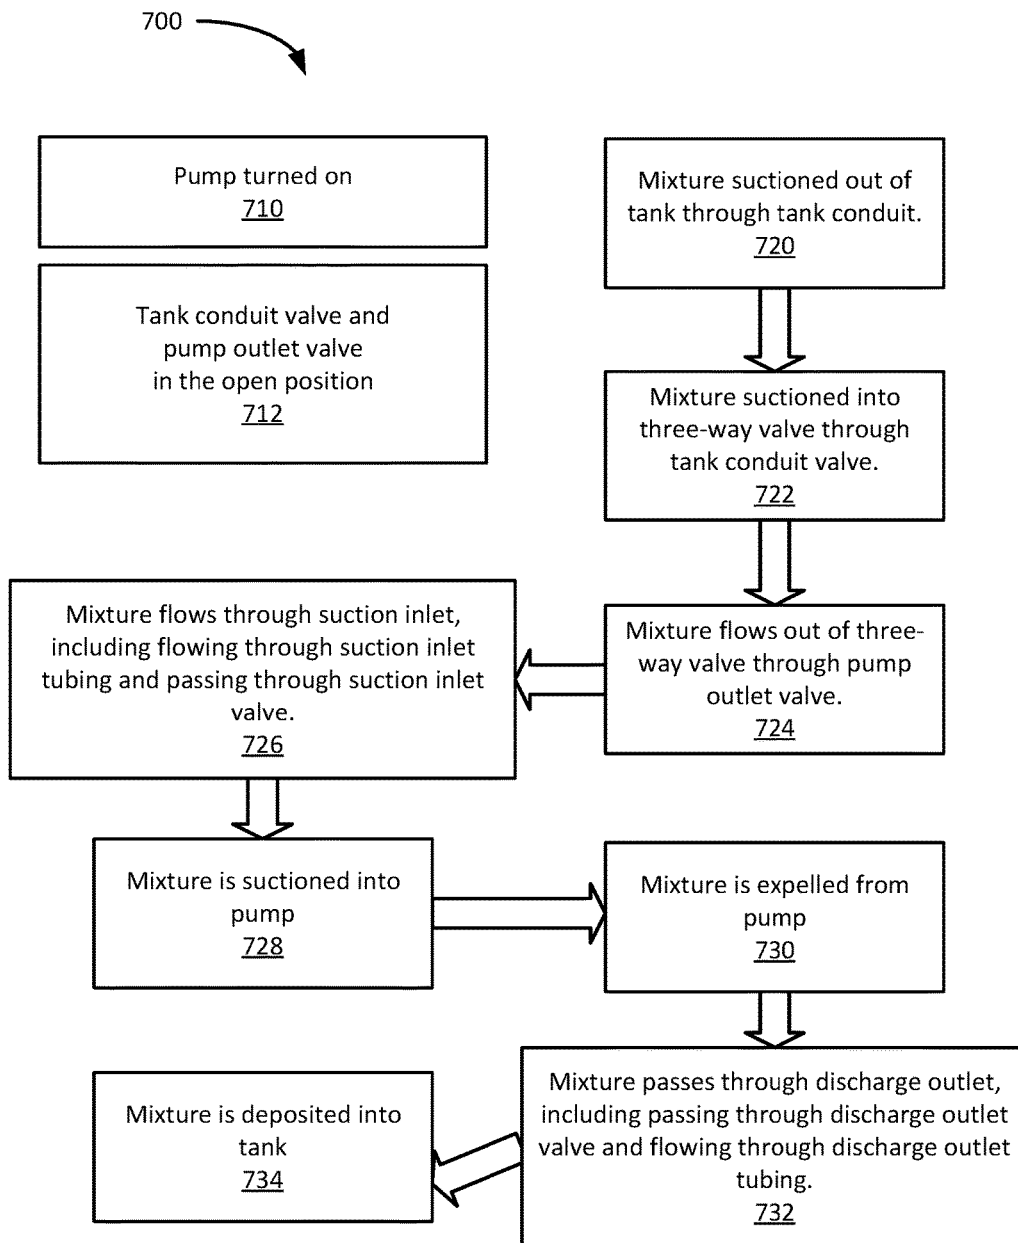 700
Pump turned on
710
Tank conduit valve and
pump outlet valve
in the open position
712
Mixture suctioned out of
tank through tank conduit.
720
Mixture suctioned into
three-way valve through
tank conduit valve.
722
Mixture flows out of three-
way valve through pump
outlet valve.
724
Mixture flows through suction inlet,
including flowing through suction inlet
tubing and passing through suction inlet
valve.
726
Mixture is suctioned into
pump
728
Mixture is expelled from
pump
730
Mixture passes through discharge outlet,
including passing through discharge outlet
valve and flowing through discharge outlet
tubing.
732
Mixture is deposited into
tank
734